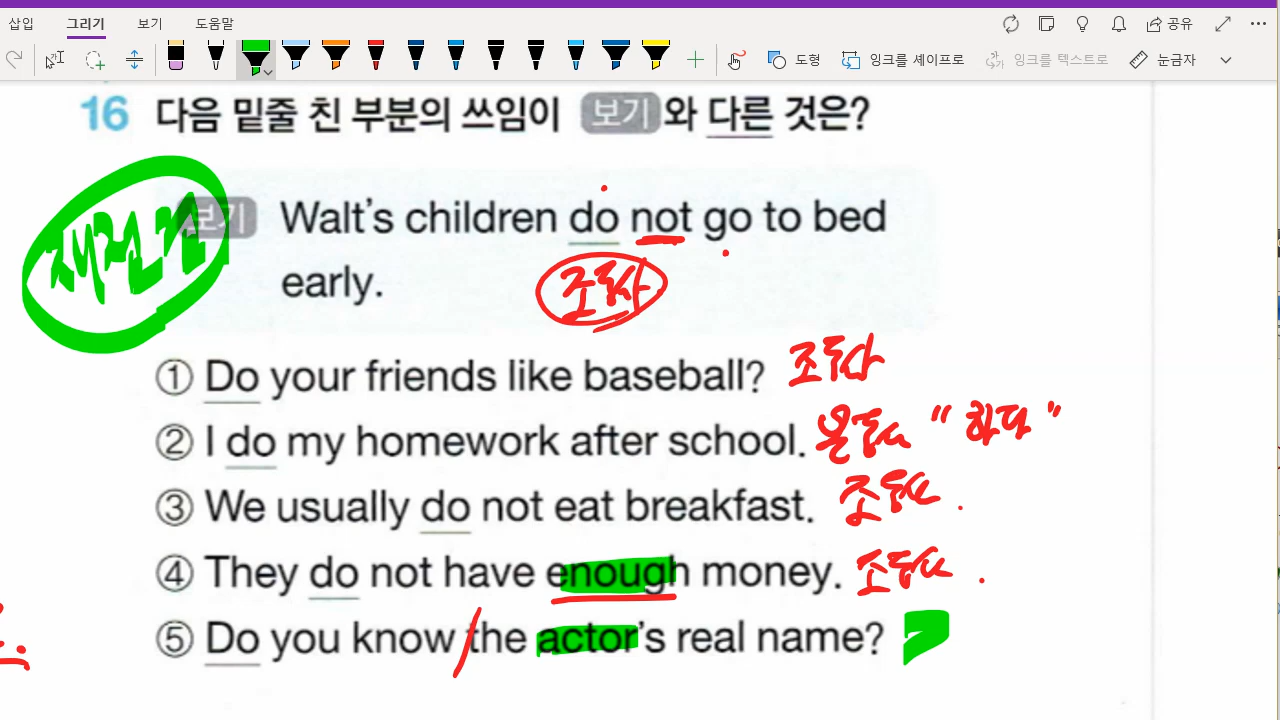 삽입 그리기 보기 도움말 공유
도형 잉크를 셰이프로 잉크를 텍스트로 눈금자
16 다음 밑줄 친 부분의 쓰임이 보기 와 다른 것은?
보기 Walt's children do not go to bed
early.
조동사
① Do your friends like baseball? 조동사
② I do my homework after school. 본동사 "하다"
③ We usually do not eat breakfast. 조동사.
④ They do not have enough money. 조동사.
⑤ Do you know / the actor's real name?